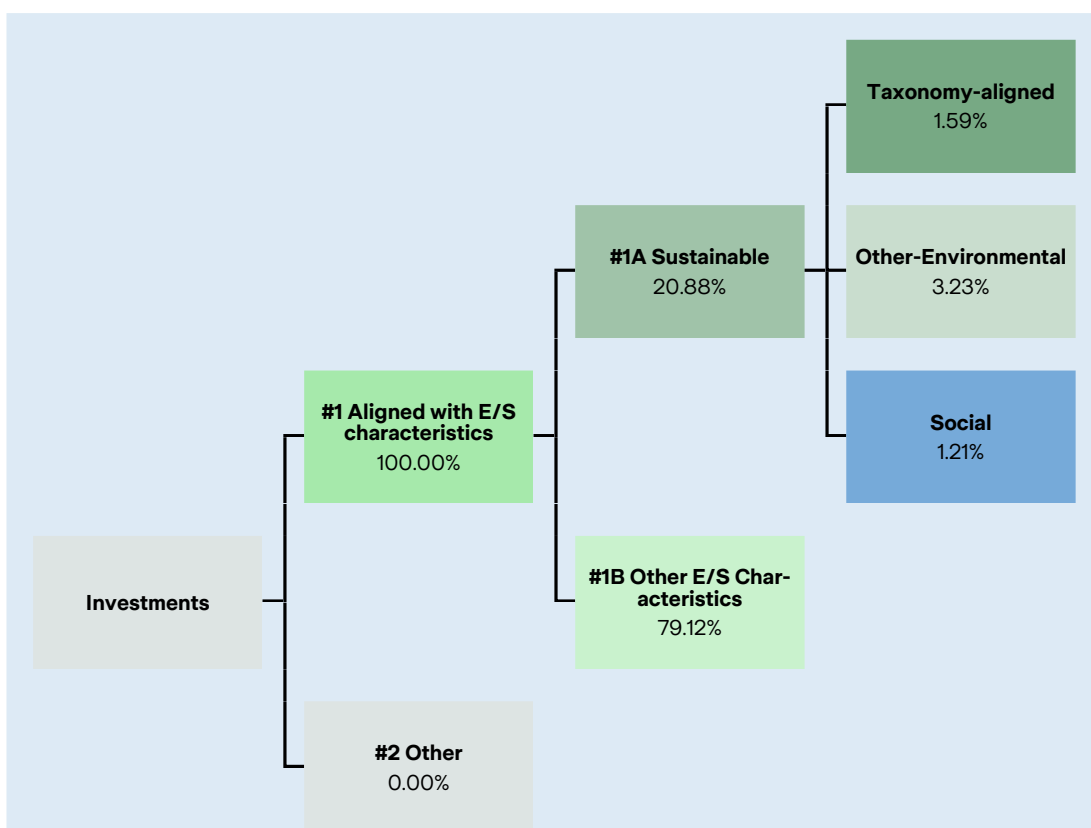 Taxonomy-aligned
1.59%
#1A Sustainable
20.88%
Other-Environmental
3.23%
#1 Aligned with E/S
characteristics
100.00%
Social
1.21%
Investments
#1B Other E/S Char-
acteristics
79.12%
#2 Other
0.00%